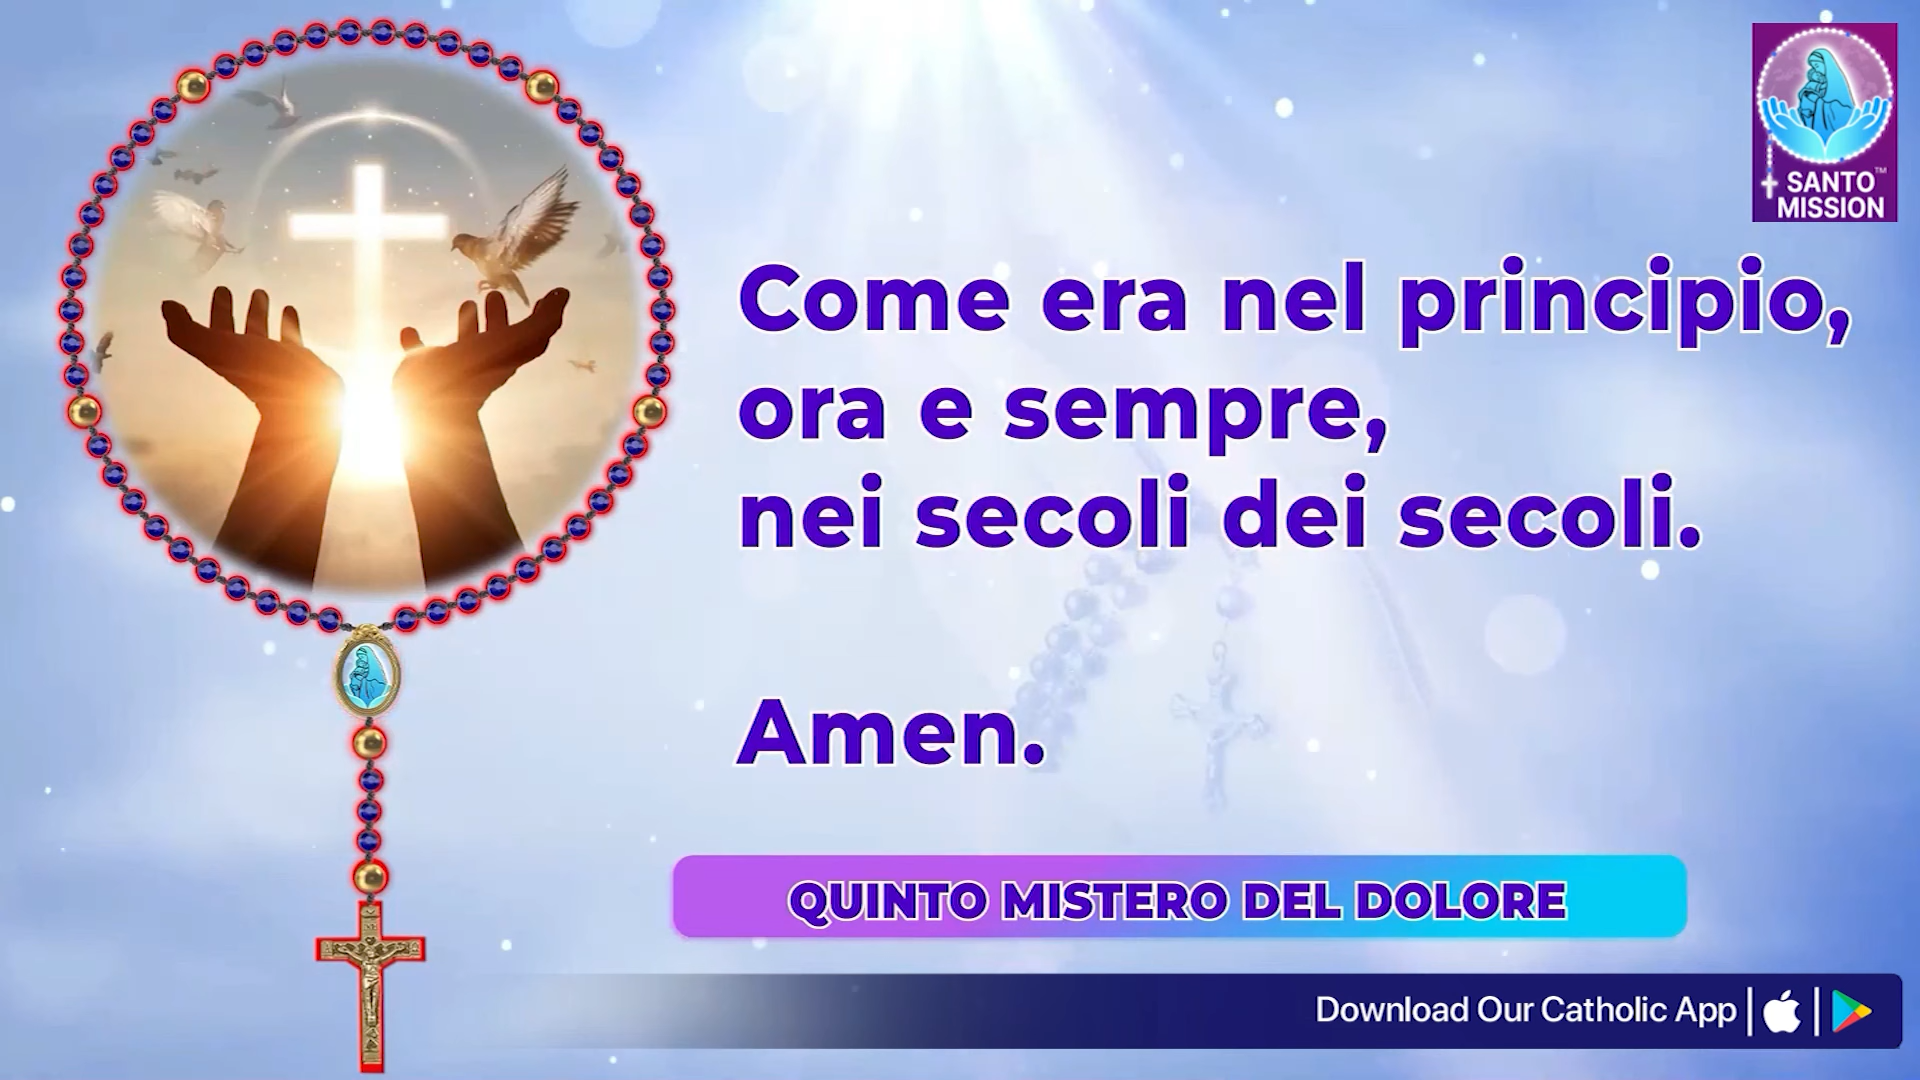 SANTO™
MISSION
Come era nel principio,
ora e sempre,
nei secoli dei secoli.
Amen.
QUINTO MISTERO DEL DOLORE
Download Our Catholic App